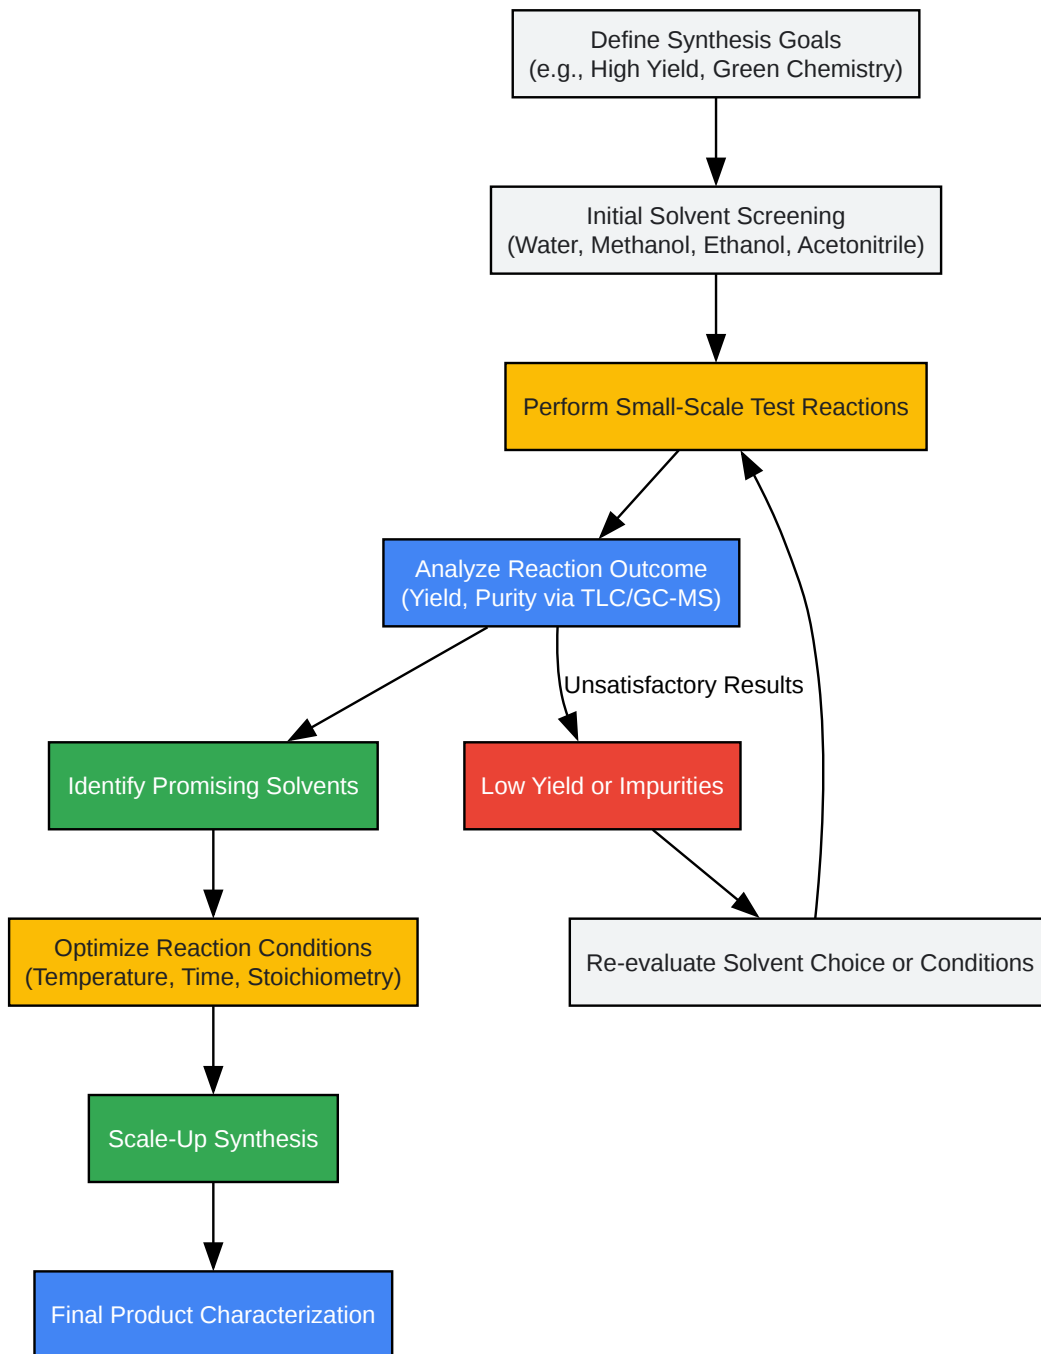 Define Synthesis Goals
(e.g., High Yield, Green Chemistry)
Initial Solvent Screening
(Water, Methanol, Ethanol, Acetonitrile)
Perform Small-Scale Test Reactions
Analyze Reaction Outcome
(Yield, Purity via TLC/GC-MS)
Unsatisfactory Results
Identify Promising Solvents
Low Yield or Impurities
Optimize Reaction Conditions
(Temperature, Time, Stoichiometry)
Re-evaluate Solvent Choice or Conditions
Scale-Up Synthesis
Final Product Characterization